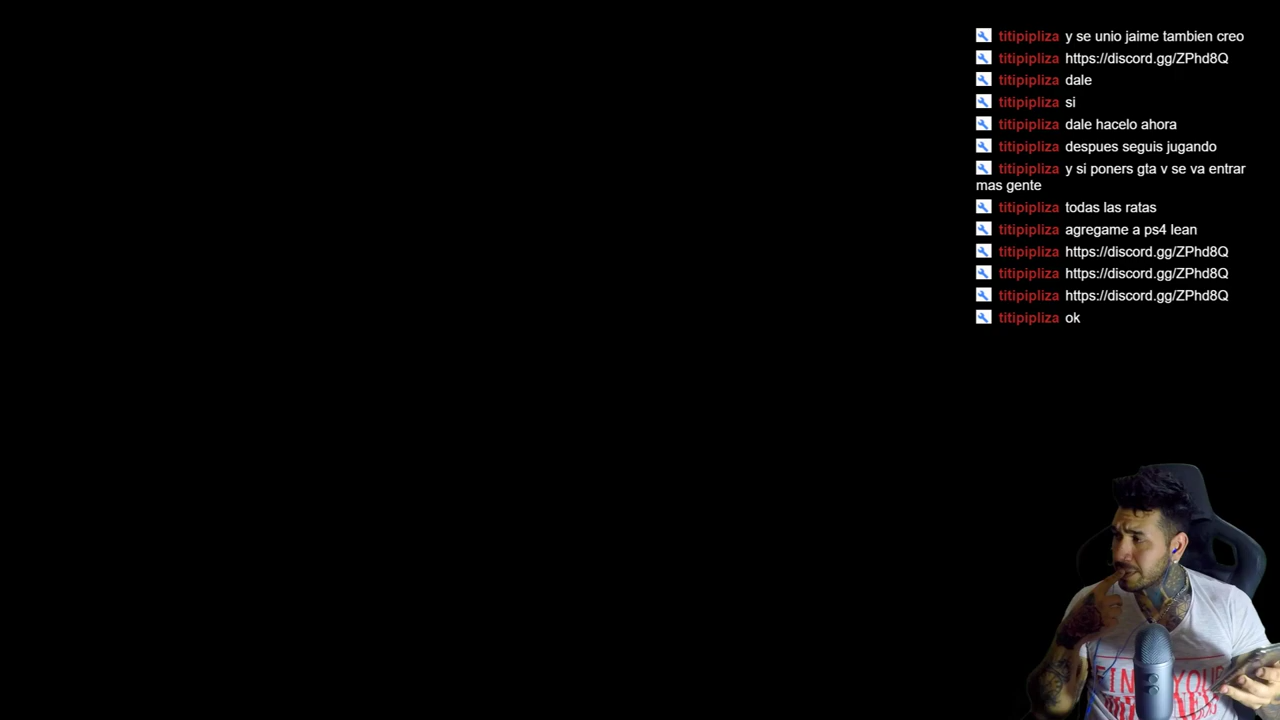 titipipliza y se unio jaime tambien creo
titipipliza https://discord.gg/ZPhd8Q
titipipliza dale
titipipliza si
titipipliza dale hacelo ahora
titipipliza despues seguis jugando
titipipliza y si poners gta v se va entrar
mas gente
titipipliza todas las ratas
titipipliza agregame a ps4 lean
titipipliza https://discord.gg/ZPhd8Q
titipipliza https://discord.gg/ZPhd8Q
titipipliza https://discord.gg/ZPhd8Q
titipipliza ok
YOU